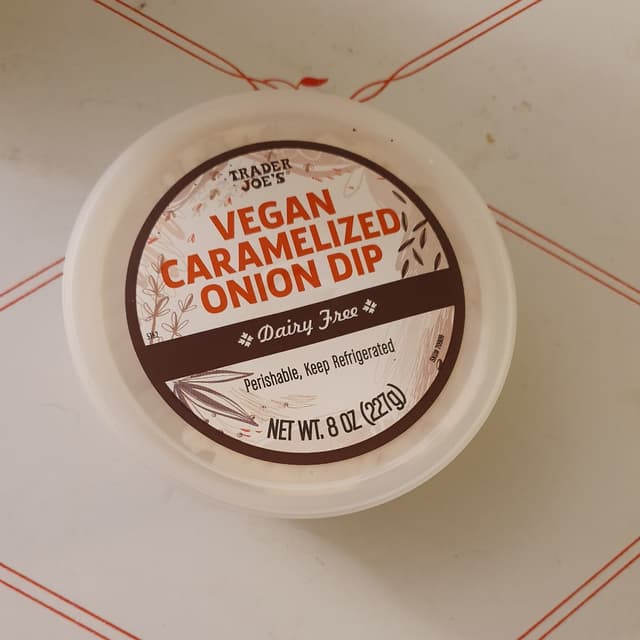 TRADER
JOE'S
VEGAN
CARAMELIZED
ONION DIP
Dairy Free
Perishable, Keep Refrigerated
NET WT. 8 OZ (227g)